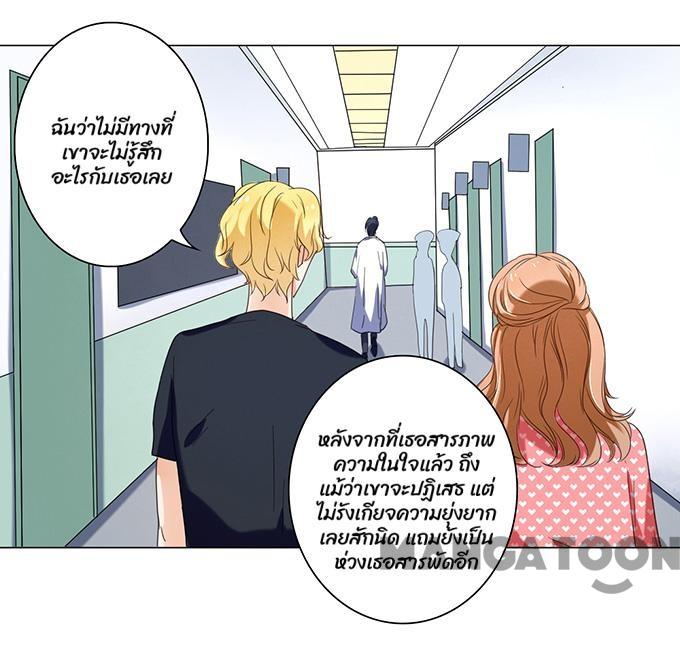 ฉันว่าไม่มีทางที่
เขาจะไม่รู้สึก
อะไรกับเธอเลย
หลังจากที่เธอสารภาพ
ความในใจแล้ว ถึง
แม้ว่าเขาจะปฏิเสธ แต่
ไม่รังเกียจความยุ่งยาก
เลยสักนิด แถมยังเป็น
ห่วงเธอสารพัดอีก
MANGATOON